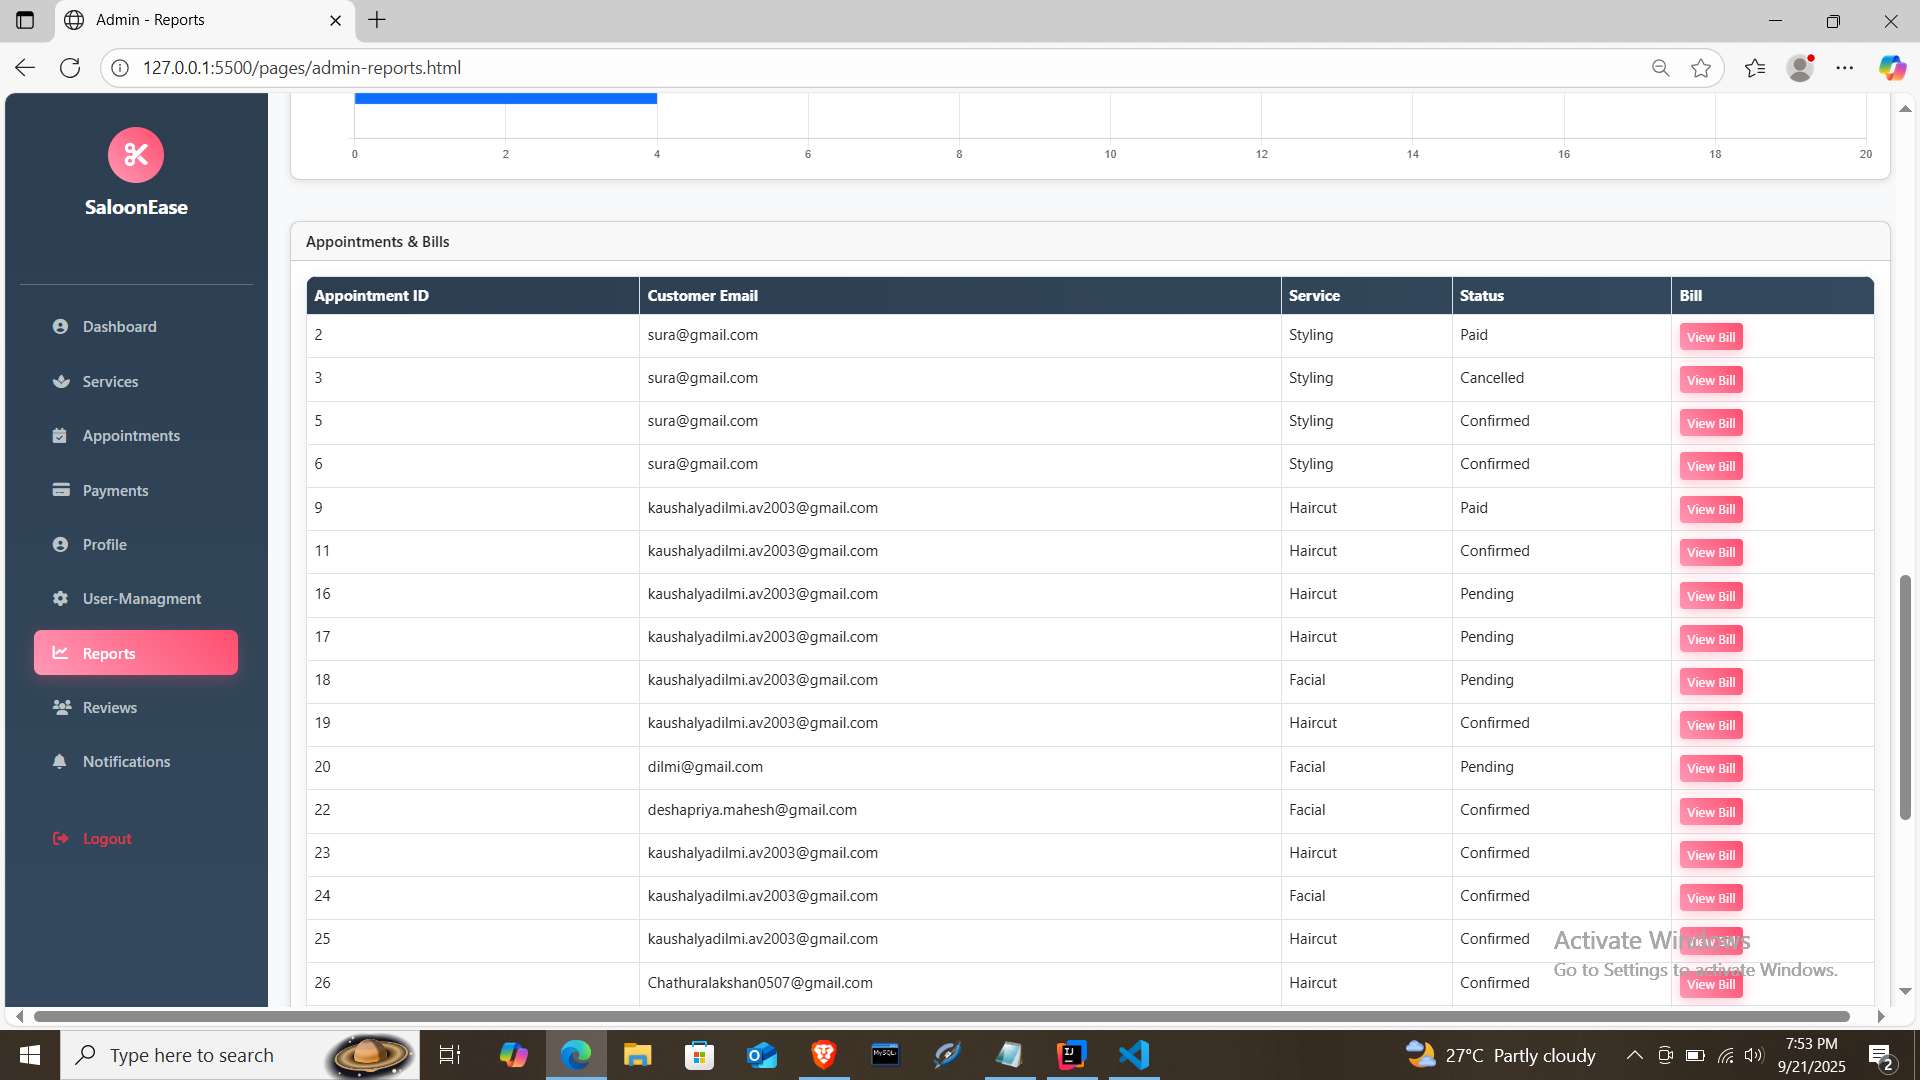 Admin - Reports
127.0.0.1:5500/pages/admin-reports.html
SaloonEase
Dashboard
Services
Appointments
Payments
Profile
User-Managment
Reports
Reviews
Notifications
Logout
0 2 4 6 8 10 12 14 16 18 20
Appointments & Bills
Appointment ID Customer Email Service Status Bill
2 sura@gmail.com Styling Paid View Bill
3 sura@gmail.com Styling Cancelled View Bill
5 sura@gmail.com Styling Confirmed View Bill
6 sura@gmail.com Styling Confirmed View Bill
9 kaushalyadilmi.av2003@gmail.com Haircut Paid View Bill
11 kaushalyadilmi.av2003@gmail.com Haircut Confirmed View Bill
16 kaushalyadilmi.av2003@gmail.com Haircut Pending View Bill
17 kaushalyadilmi.av2003@gmail.com Haircut Pending View Bill
18 kaushalyadilmi.av2003@gmail.com Facial Pending View Bill
19 kaushalyadilmi.av2003@gmail.com Haircut Confirmed View Bill
20 dilmi@gmail.com Facial Pending View Bill
22 deshapriya.mahesh@gmail.com Facial Confirmed View Bill
23 kaushalyadilmi.av2003@gmail.com Haircut Confirmed View Bill
24 kaushalyadilmi.av2003@gmail.com Facial Confirmed View Bill
25 kaushalyadilmi.av2003@gmail.com Haircut Confirmed View Bill
26 Chathuralakshan0507@gmail.com Haircut Confirmed View Bill
Activate Windows
Go to Settings to activate Windows.
Type here to search
MySQL
IJ
27°C Partly cloudy
7:53 PM
9/21/2025
2